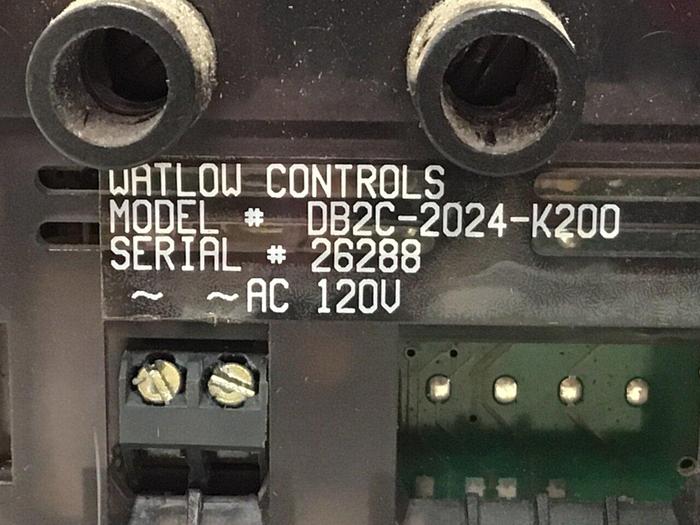 WATLOW CONTROLS
MODEL # DB2C-2024-K200
SERIAL # 26288
~ ~AC 120V